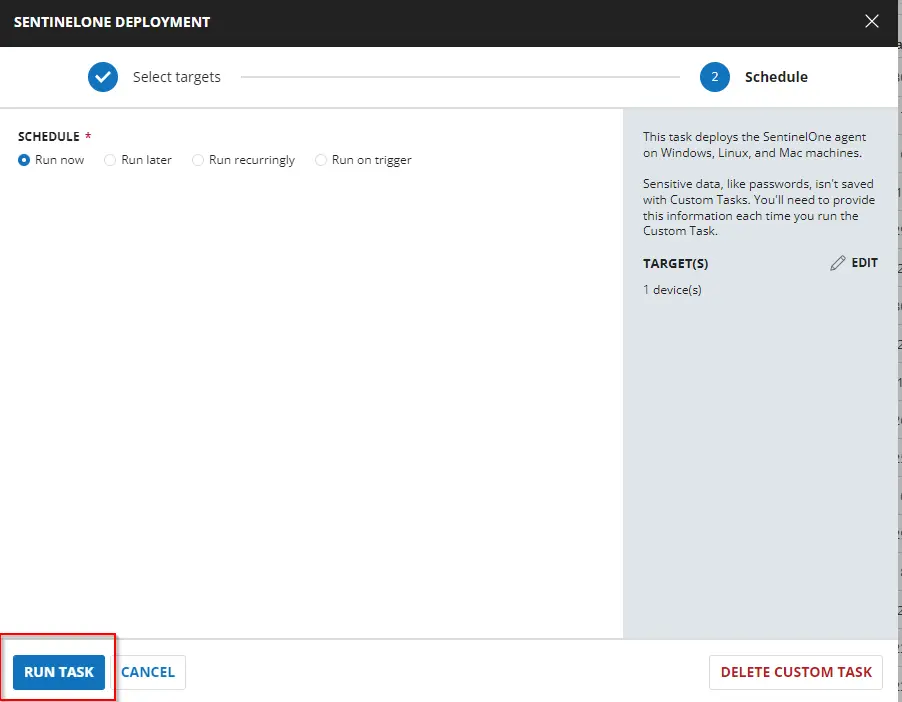 SENTINELONE DEPLOYMENT
Select targets
2 Schedule
SCHEDULE *
Run now Run later Run recurringly Run on trigger
This task deploys the SentinelOne agent
on Windows, Linux, and Mac machines.
Sensitive data, like passwords, isn't saved
with Custom Tasks. You'll need to provide
this information each time you run the
Custom Task.
TARGET(S) EDIT
1 device(s)
RUN TASK CANCEL DELETE CUSTOM TASK